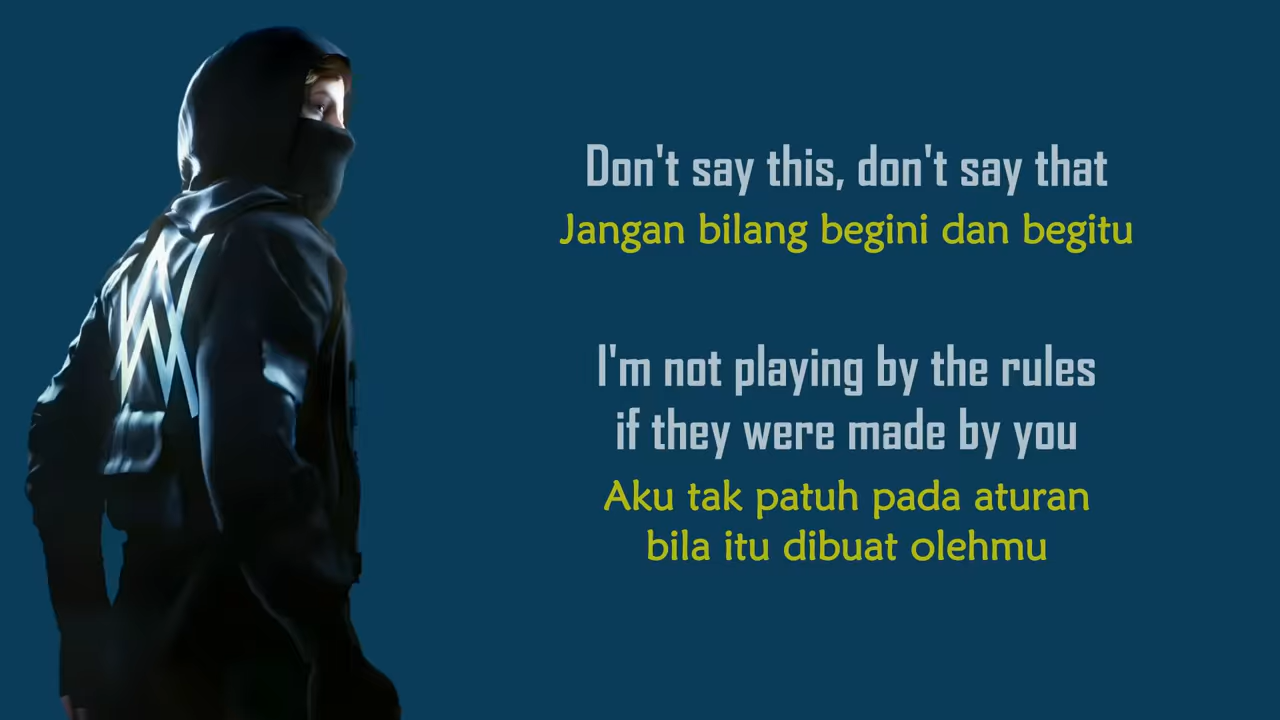 Don't say this, don't say that
Jangan bilang begini dan begitu
I'm not playing by the rules
if they were made by you
Aku tak patuh pada aturan
bila itu dibuat olehmu